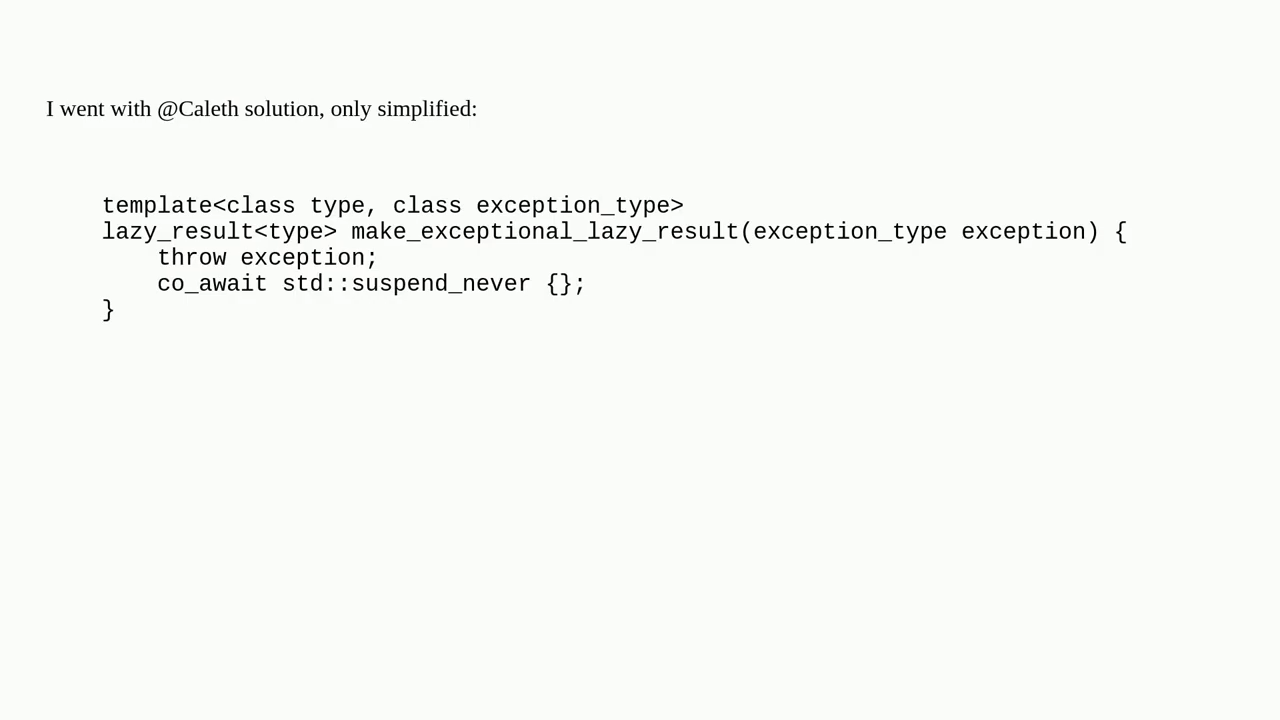 I went with @Caleth solution, only simplified:
template<class type, class exception_type>
lazy_result<type> make_exceptional_lazy_result(exception_type exception) {
    throw exception;
    co_await std::suspend_never {};
}